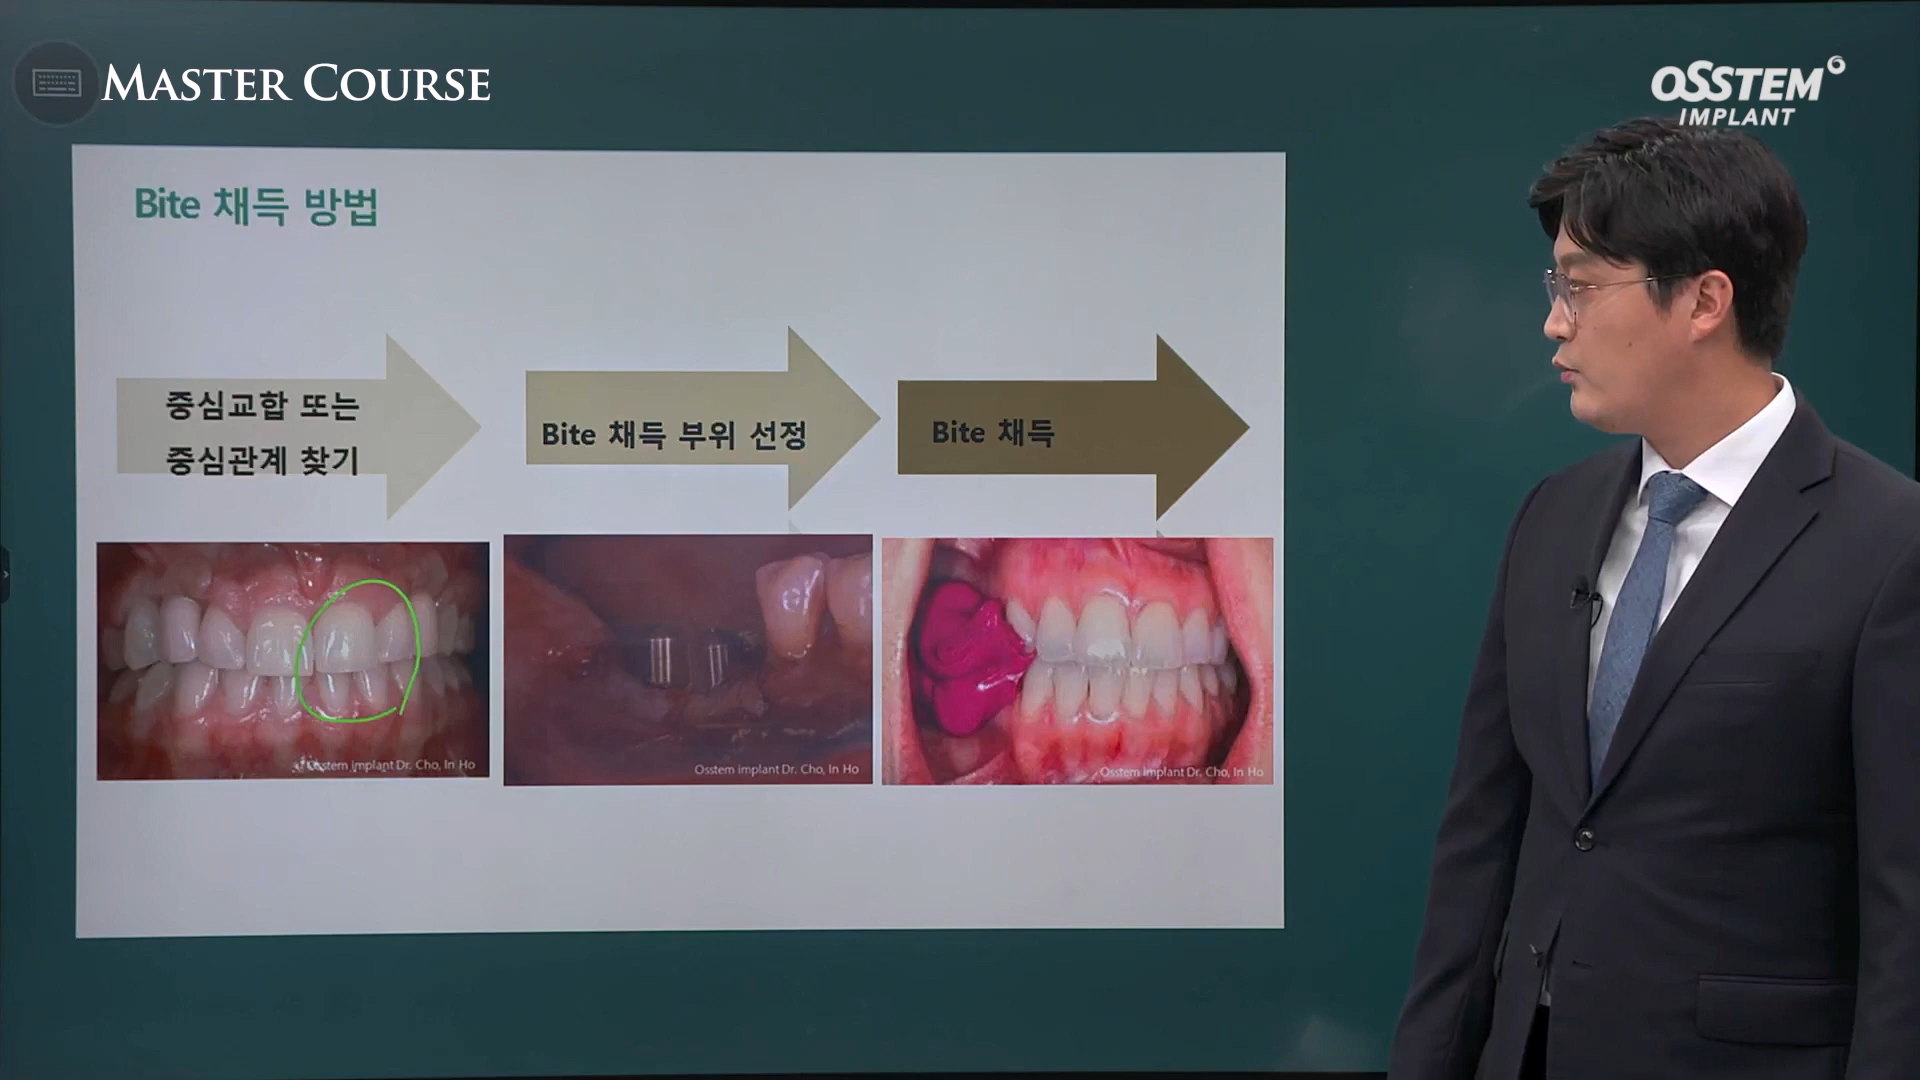 MASTER COURSE
OSSTEM
IMPLANT
Bite 채득 방법
중심교합 또는
중심관계 찾기
Bite 채득 부위 선정
Bite 채득
Osstem implant Dr. Cho, In Ho
Osstem implant Dr. Cho, In Ho
Osstem implant Dr. Cho, In Ho